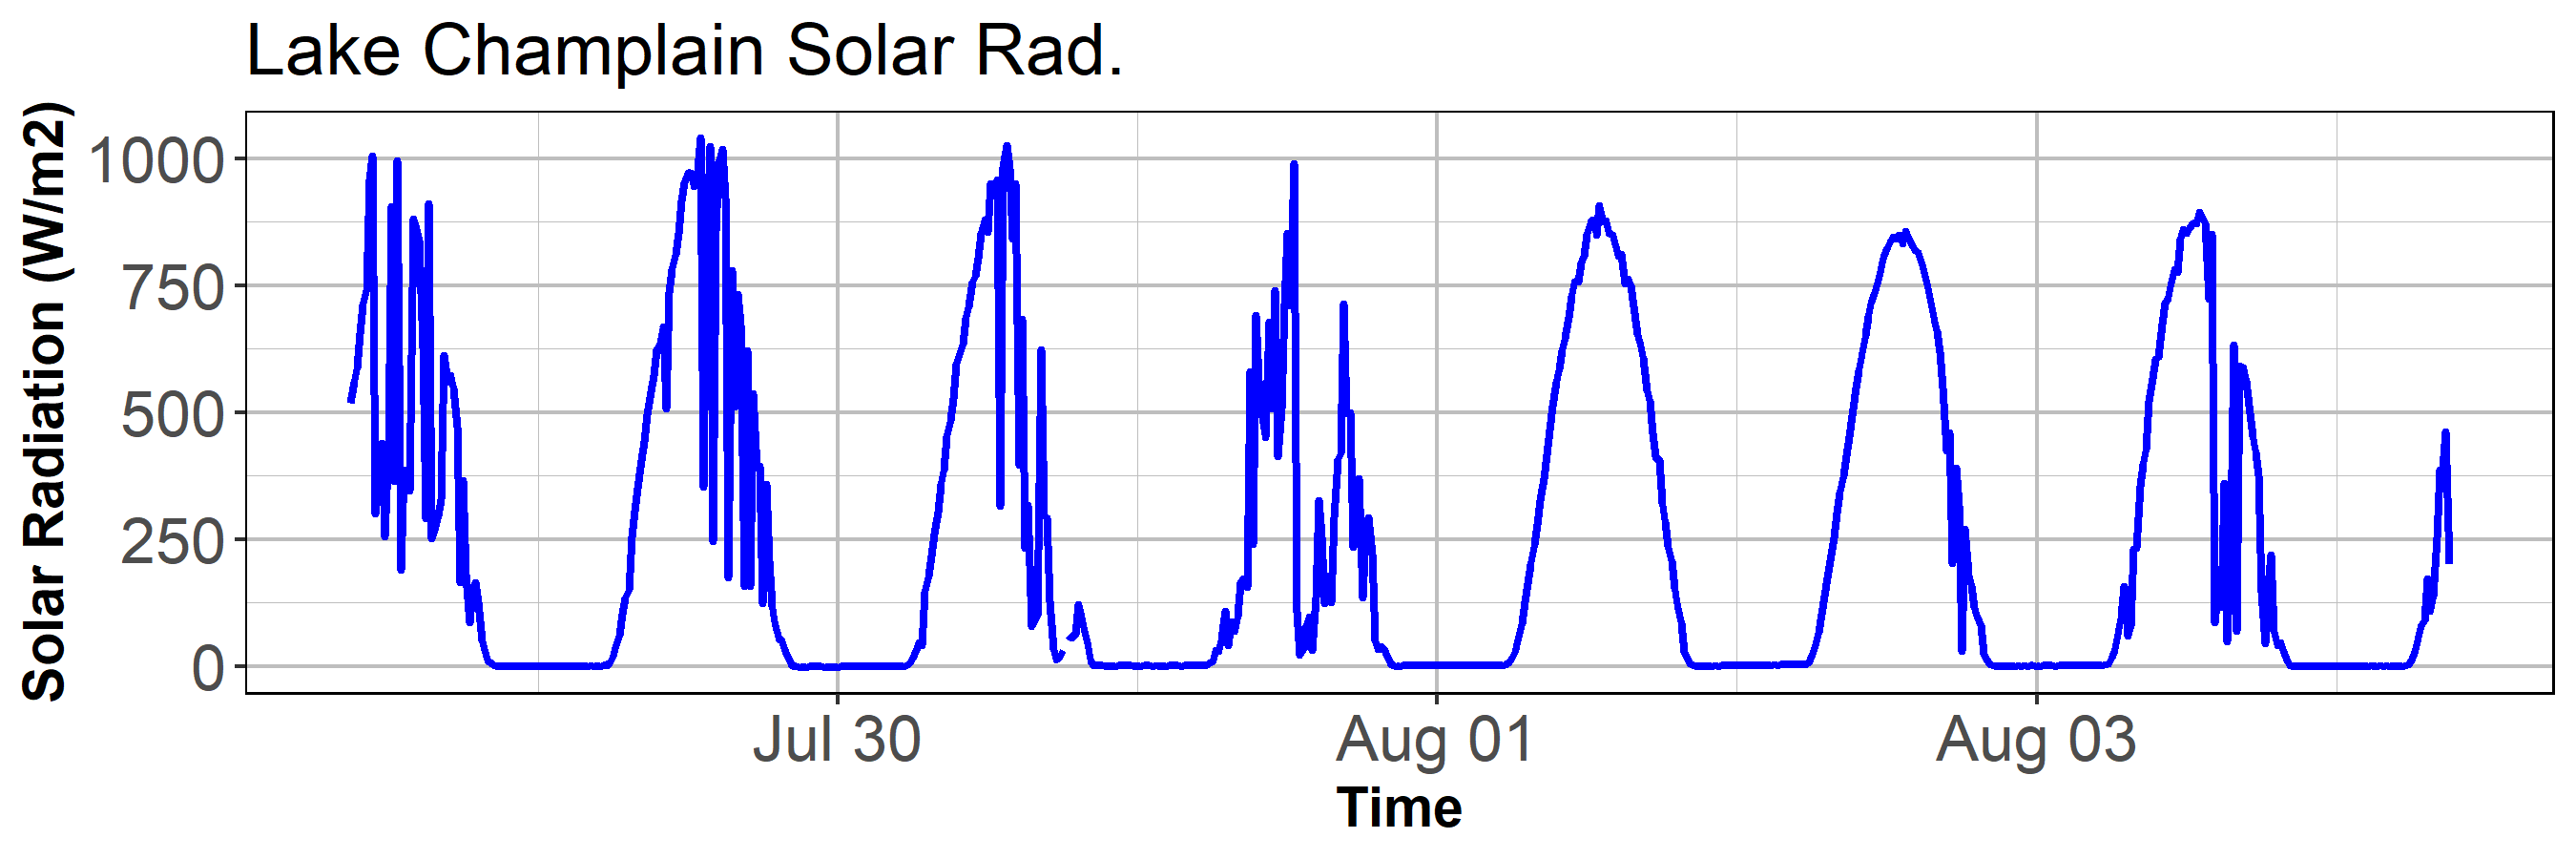 Lake Champlain Solar Rad.
Solar Radiation (W/m2)
1000
750
500
250
0
Jul 30
Aug 01
Aug 03
Time